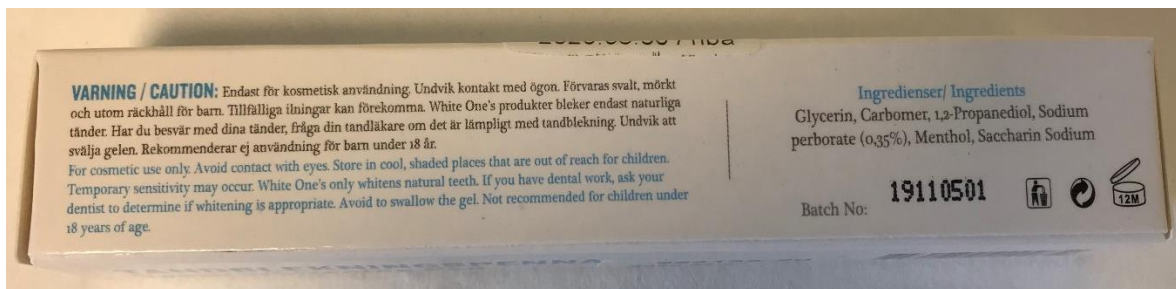 VARNING / CAUTION: Endast för kosmetisk användning. Undvik kontakt med ögon. Förvaras svalt, mörkt
och utom räckhåll för barn. Tillfälliga ilningar kan förekomma. White One's produkter bleker endast naturliga
tänder. Har du besvär med dina tänder, fråga din tandläkare om det är lämpligt med tandblekning. Undvik att
svälja gelen. Rekommenderar ej användning för barn under 18 år.
For cosmetic use only. Avoid contact with eyes. Store in cool, shaded places that are out of reach for children.
Temporary sensitivity may occur. White One's only whitens natural teeth. If you have dental work, ask your
dentist to determine if whitening is appropriate. Avoid to swallow the gel. Not recommended for children under
18 years of age.
Ingredienser/ Ingredients
Glycerin, Carbomer, 1,2-Propanediol, Sodium
perborate (0,35%), Menthol, Saccharin Sodium
Batch No: 19110501
12M